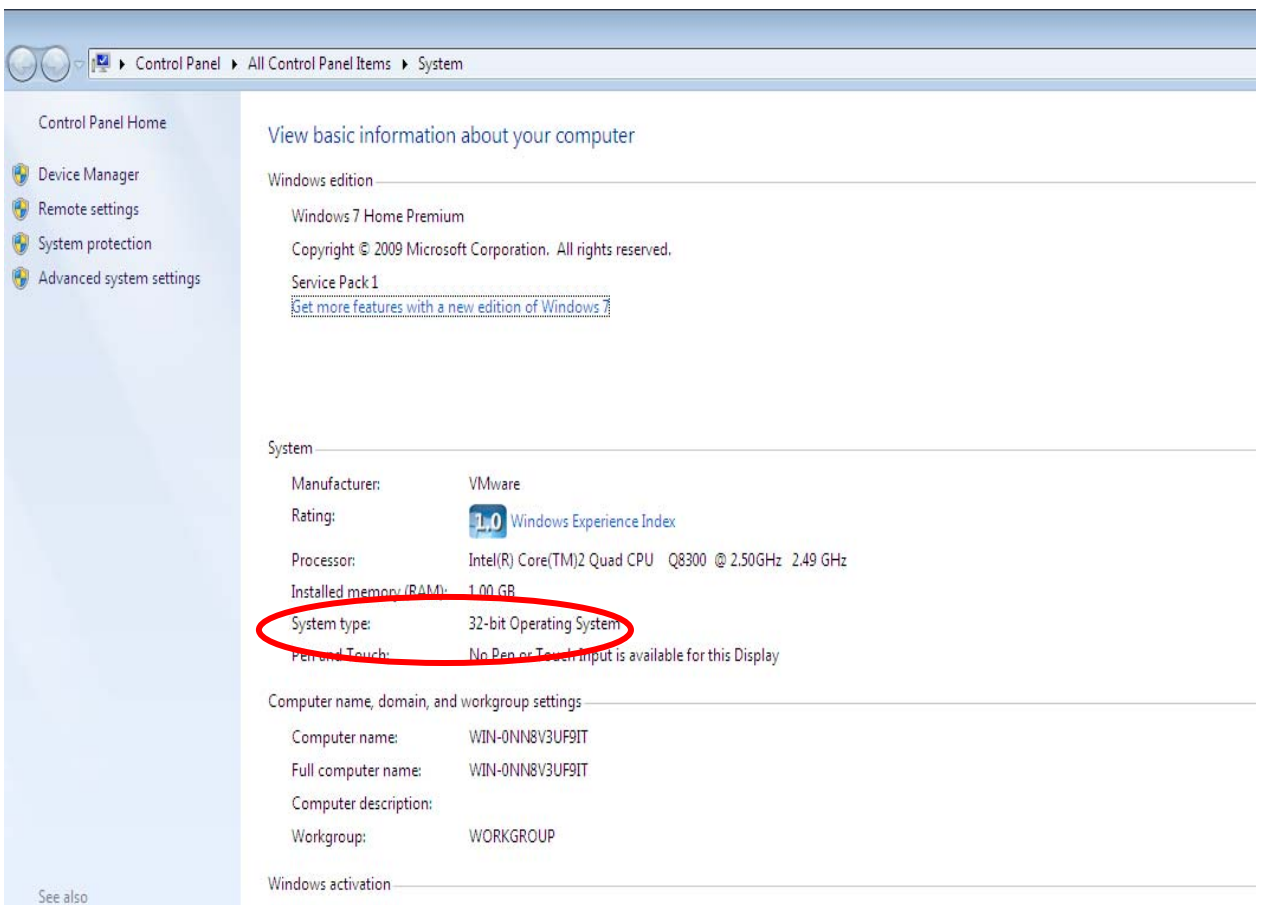 Control Panel ▸ All Control Panel Items ▸ System
Control Panel Home
Device Manager
Remote settings
System protection
Advanced system settings
See also
View basic information about your computer
Windows edition
Windows 7 Home Premium
Copyright © 2009 Microsoft Corporation. All rights reserved.
Service Pack 1
Get more features with a new edition of Windows 7
System
Manufacturer: VMware
Rating: 1.0 Windows Experience Index
Processor: Intel(R) Core(TM)2 Quad CPU Q8300 @ 2.50GHz 2.49 GHz
Installed memory (RAM): 1.00 GB
System type: 32-bit Operating System
Pen and Touch: No Pen or Touch Input is available for this Display
Computer name, domain, and workgroup settings
Computer name: WIN-0NN8V3UF9IT
Full computer name: WIN-0NN8V3UF9IT
Computer description:
Workgroup: WORKGROUP
Windows activation